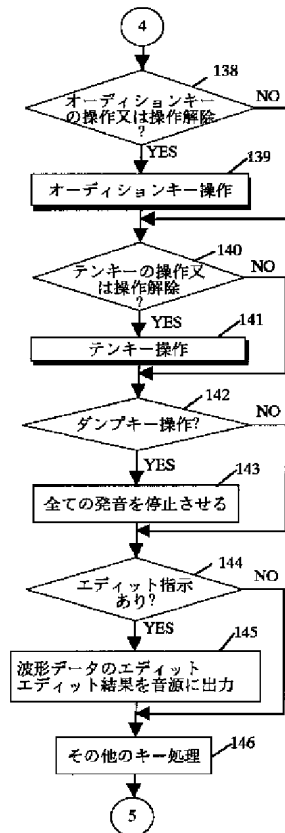 4
138
オーディションキー
の操作又は操作解除
?
NO
YES
139
オーディションキー操作
140
テンキーの操作又
は操作解除
?
NO
YES
141
テンキー操作
142
ダンプキー操作?
NO
YES
143
全ての発音を停止させる
144
エディット指示
あり?
NO
YES
145
波形データのエディット
エディット結果を音源に出力
146
その他のキー処理
5